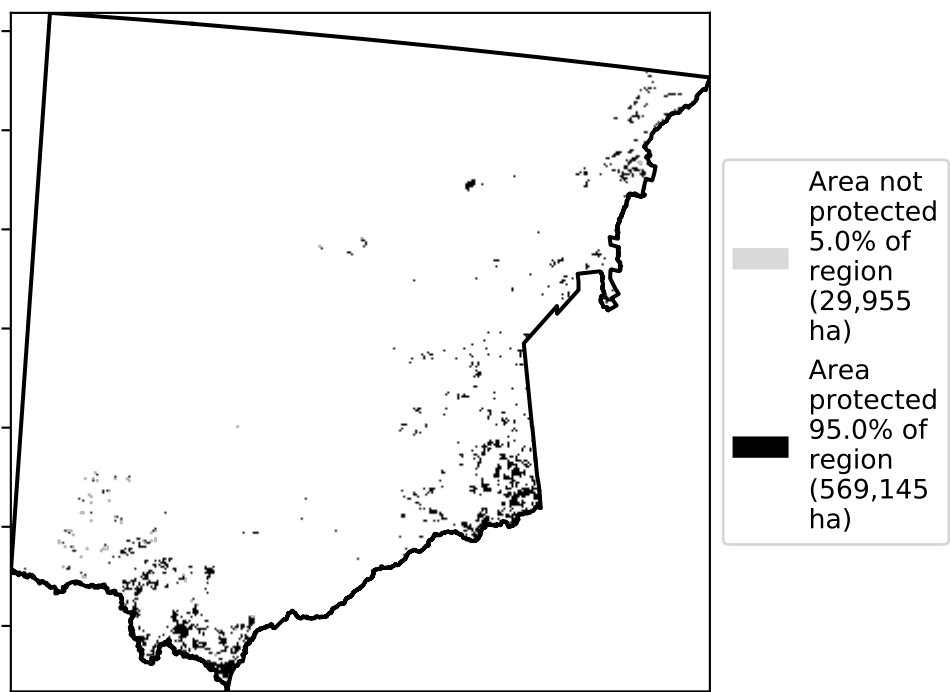 Area not
protected
5.0% of
region
(29,955
ha)
Area
protected
95.0% of
region
(569,145
ha)